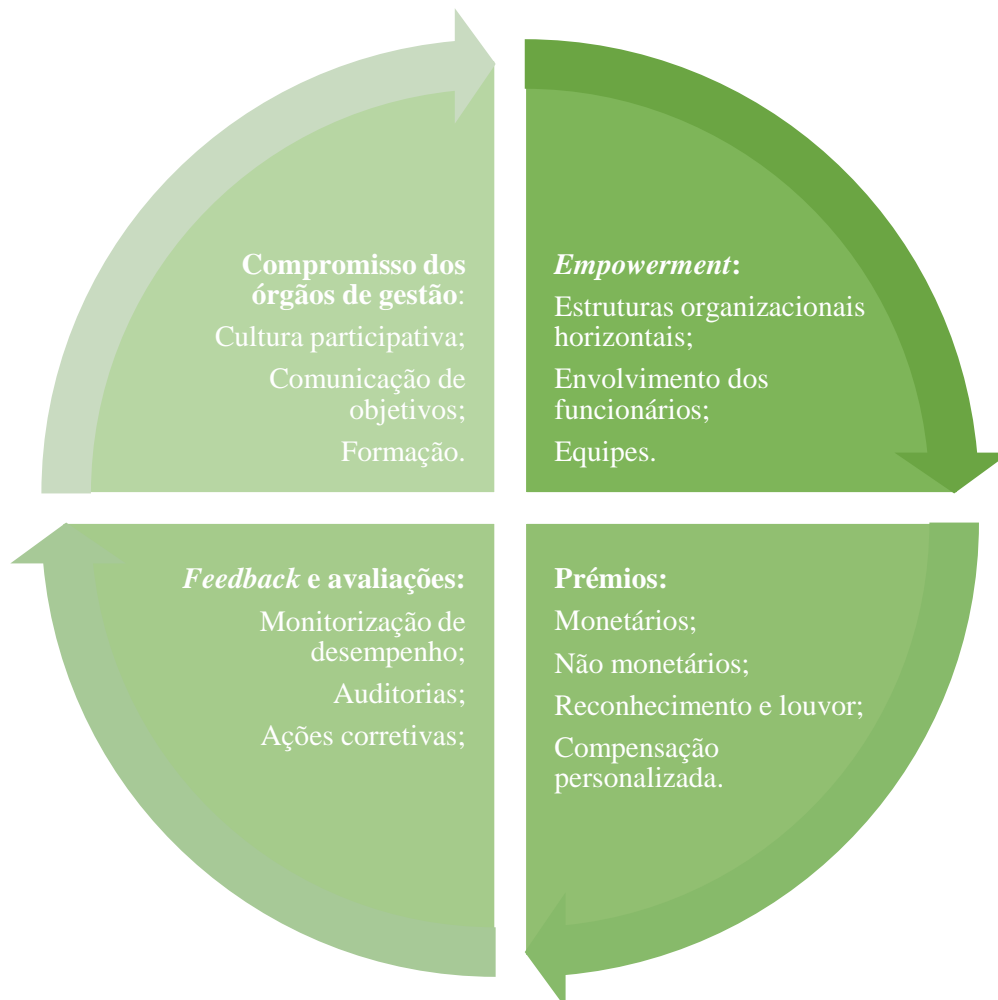 Compromisso dos
órgãos de gestão:
Cultura participativa;
Comunicação de
objetivos;
Formação.
Empowerment:
Estruturas organizacionais
horizontais;
Envolvimento dos
funcionários;
Equipes.
Feedback e avaliações:
Monitorização de
desempenho;
Auditorias;
Ações corretivas;
Prémios:
Monetários;
Não monetários;
Reconhecimento e louvor;
Compensação
personalizada.